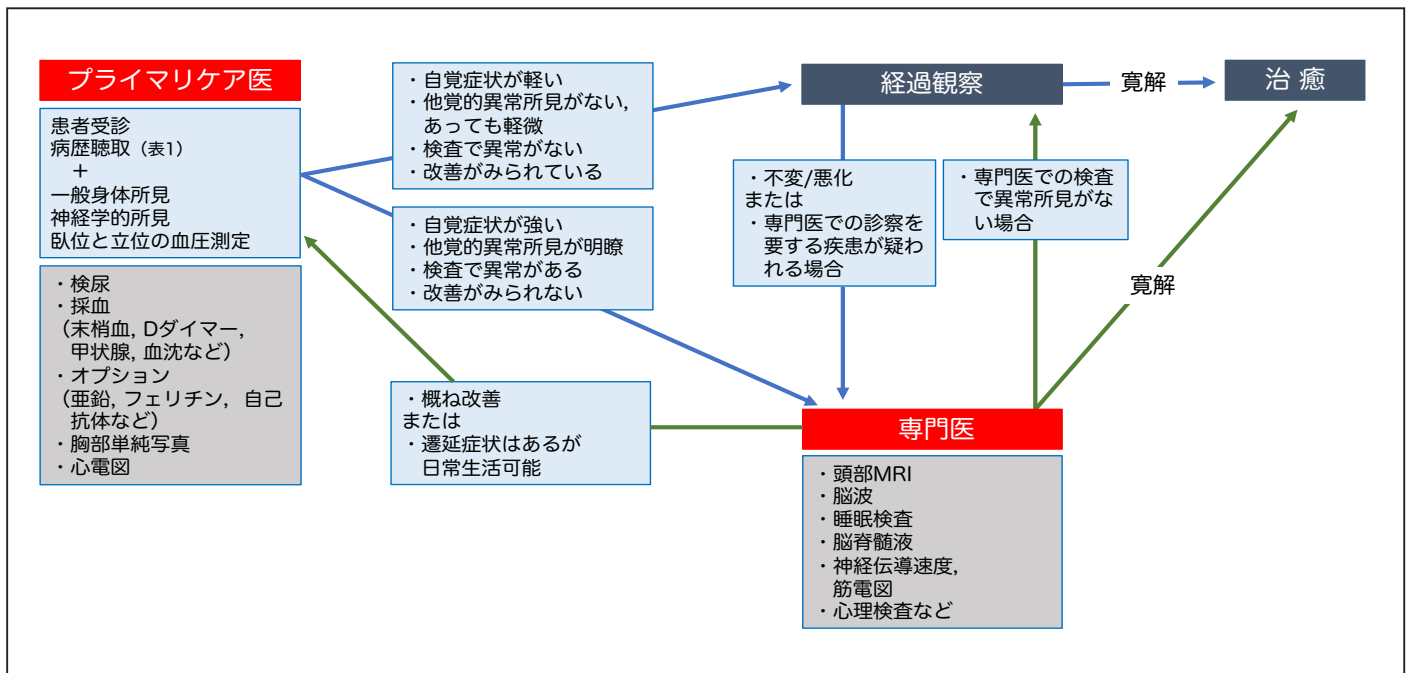 プライマリケア医
患者受診
病歴聴取（表1）
＋
一般身体所見
神経学的所見
臥位と立位の血圧測定
・検尿
・採血
（末梢血, Dダイマー,
甲状腺, 血沈など）
・オプション
（亜鉛, フェリチン, 自己
抗体など）
・胸部単純写真
・心電図
・自覚症状が軽い
・他覚的異常所見がない,
あっても軽微
・検査で異常がない
・改善がみられている
・自覚症状が強い
・他覚的異常所見が明瞭
・検査で異常がある
・改善がみられない
・概ね改善
または
・遷延症状はあるが
日常生活可能
経過観察
寛解
治 癒
・不変/悪化
または
・専門医での診察を
要する疾患が疑わ
れる場合
・専門医での検査
で異常所見がな
い場合
寛解
専門医
・頭部MRI
・脳波
・睡眠検査
・脳脊髄液
・神経伝導速度,
筋電図
・心理検査など